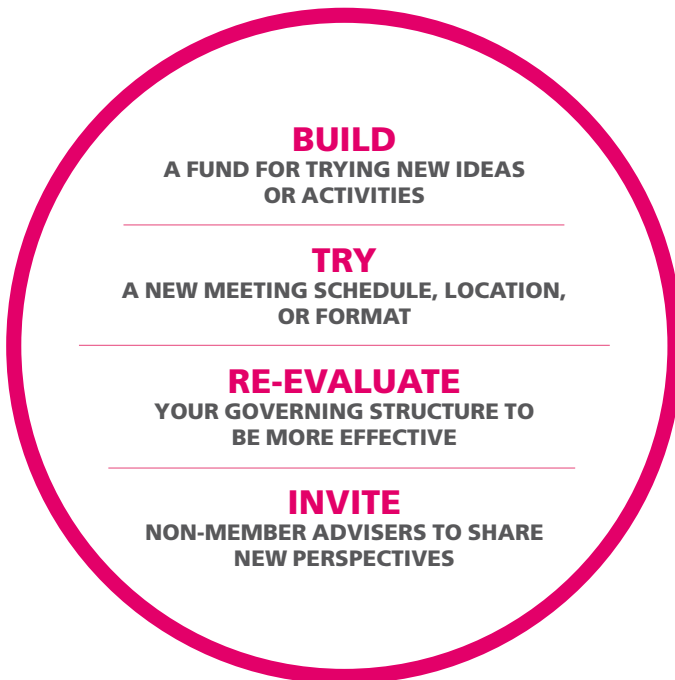 BUILD
A FUND FOR TRYING NEW IDEAS
OR ACTIVITIES
TRY
A NEW MEETING SCHEDULE, LOCATION,
OR FORMAT
RE-EVALUATE
YOUR GOVERNING STRUCTURE TO
BE MORE EFFECTIVE
INVITE
NON-MEMBER ADVISERS TO SHARE
NEW PERSPECTIVES